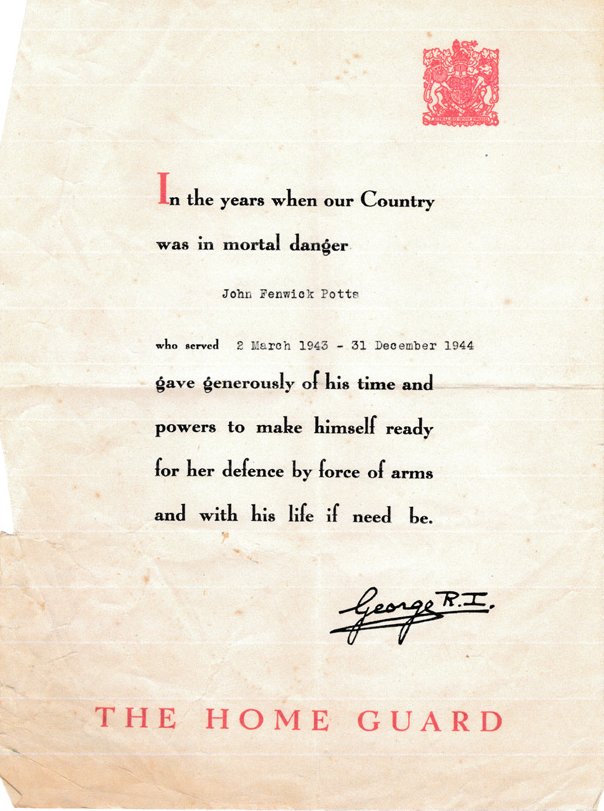 In the years when our Country
was in mortal danger
John Fenwick Potts
who served 2 March 1943 - 31 December 1944
gave generously of his time and
powers to make himself ready
for her defence by force of arms
and with his life if need be.
George R.I.
THE HOME GUARD